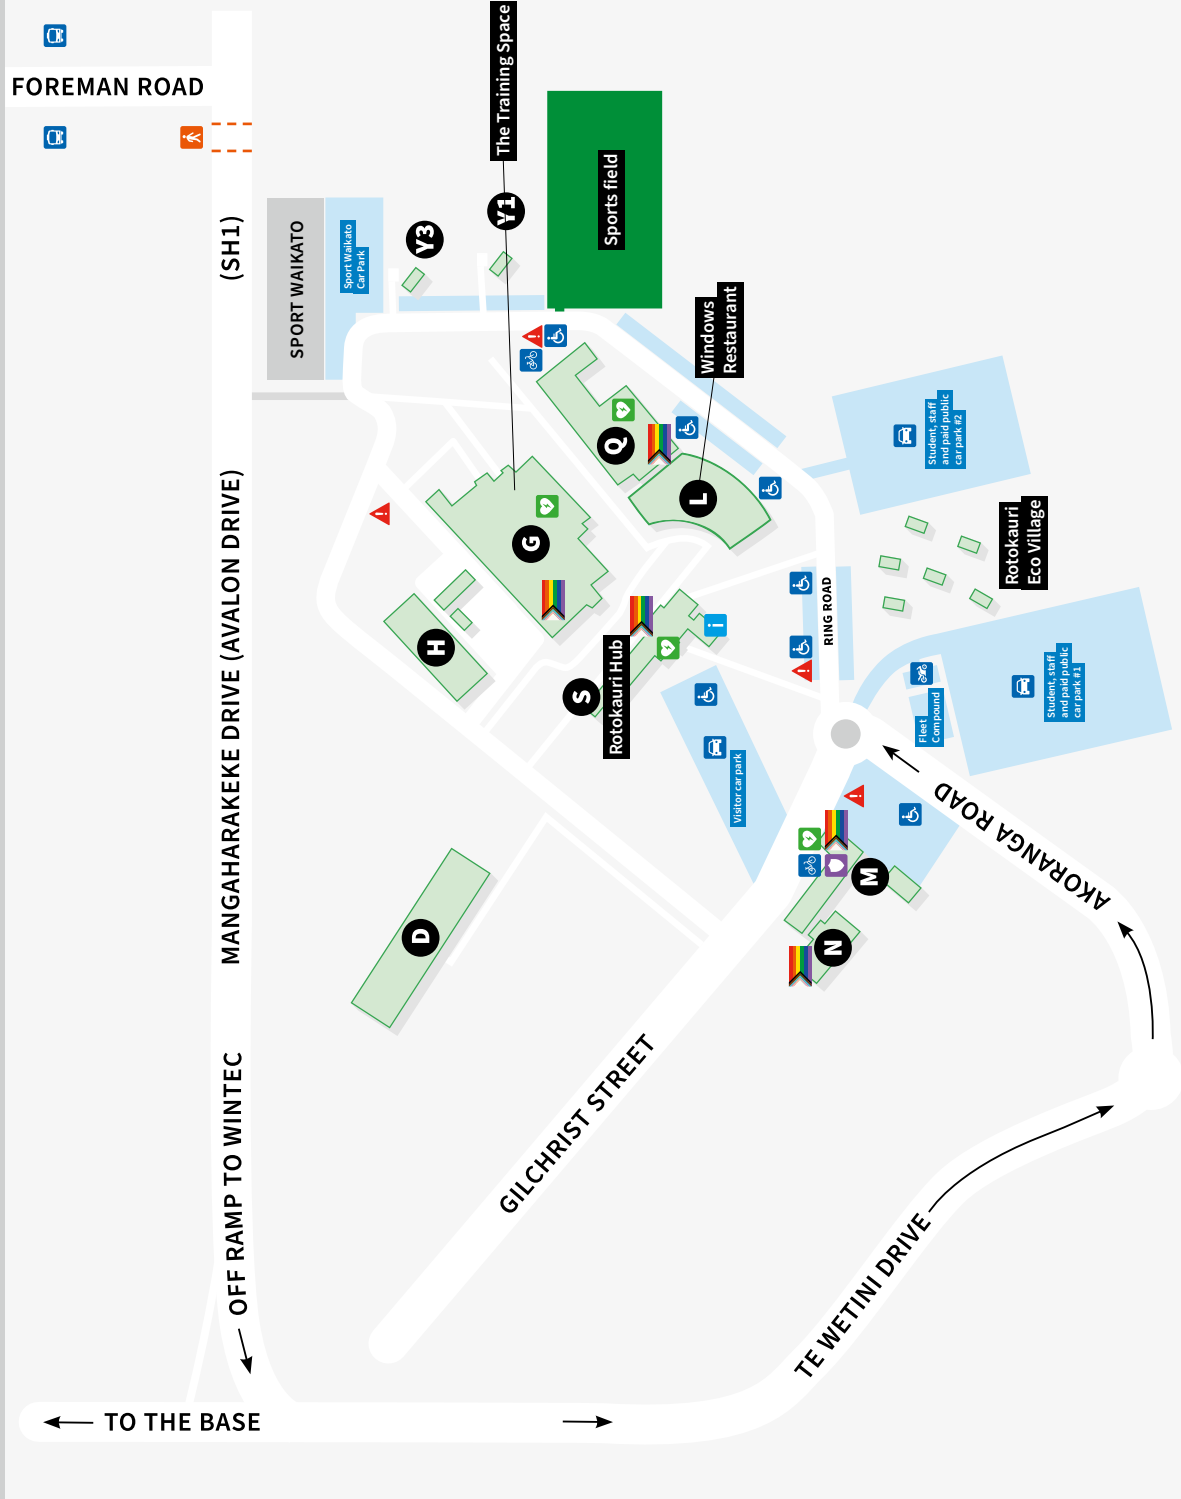 FOREMAN ROAD
The Training Space
Sports field
(SH1)
SPORT WAIKATO
Sport Waikato
Car Park
Y3
Y1
Windows
Restaurant
Q
L
Student, staff
and paid public
car park #2
MANGAHARAKEKE DRIVE (AVALON DRIVE)
G
H
Rotokauri
Eco Village
RING ROAD
S
Rotokauri Hub
i
Student, staff
and paid public
car park #1
Fleet
Compound
Visitor car park
AKORANGA ROAD
M
N
D
OFF RAMP TO WINTEC
GILCHRIST STREET
TE WETINI DRIVE
TO THE BASE